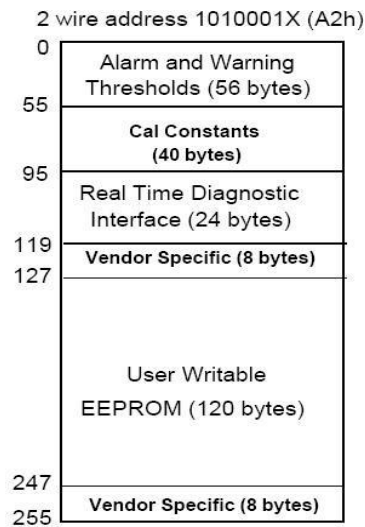 2 wire address 1010001X (A2h)
0
Alarm and Warning
Thresholds (56 bytes)
55
Cal Constants
(40 bytes)
95
Real Time Diagnostic
Interface (24 bytes)
119
Vendor Specific (8 bytes)
127
User Writable
EEPROM (120 bytes)
247
Vendor Specific (8 bytes)
255